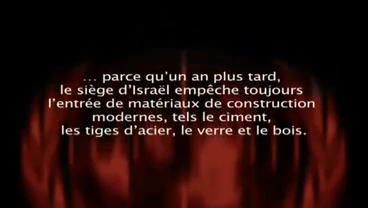 ... parce qu'un an plus tard,
le siège d'Israël empêche toujours
l'entrée de matériaux de construction
modernes, tels le ciment,
les tiges d'acier, le verre et le bois.